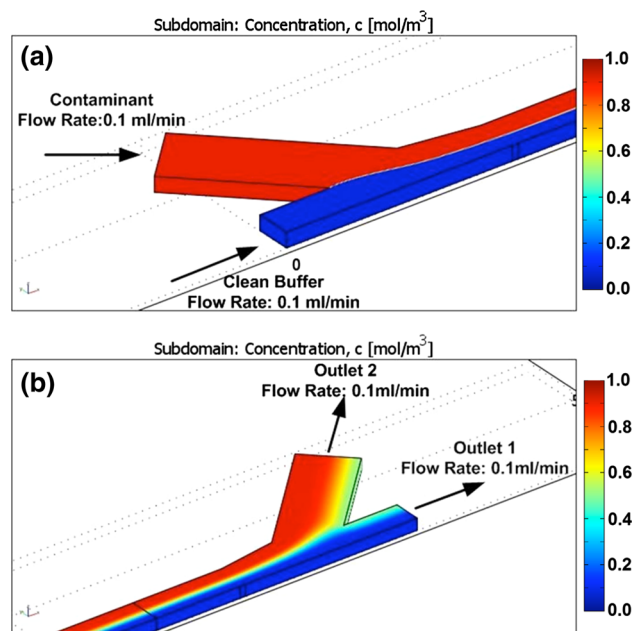 Subdomain: Concentration, c [mol/m³]
(a)
Contaminant
Flow Rate:0.1 ml/min
0
Clean Buffer
Flow Rate: 0.1 ml/min
1.0
0.8
0.6
0.4
0.2
0.0
Subdomain: Concentration, c [mol/m³]
(b)
Outlet 2
Flow Rate: 0.1ml/min
Outlet 1
Flow Rate: 0.1ml/min
1.0
0.8
0.6
0.4
0.2
0.0